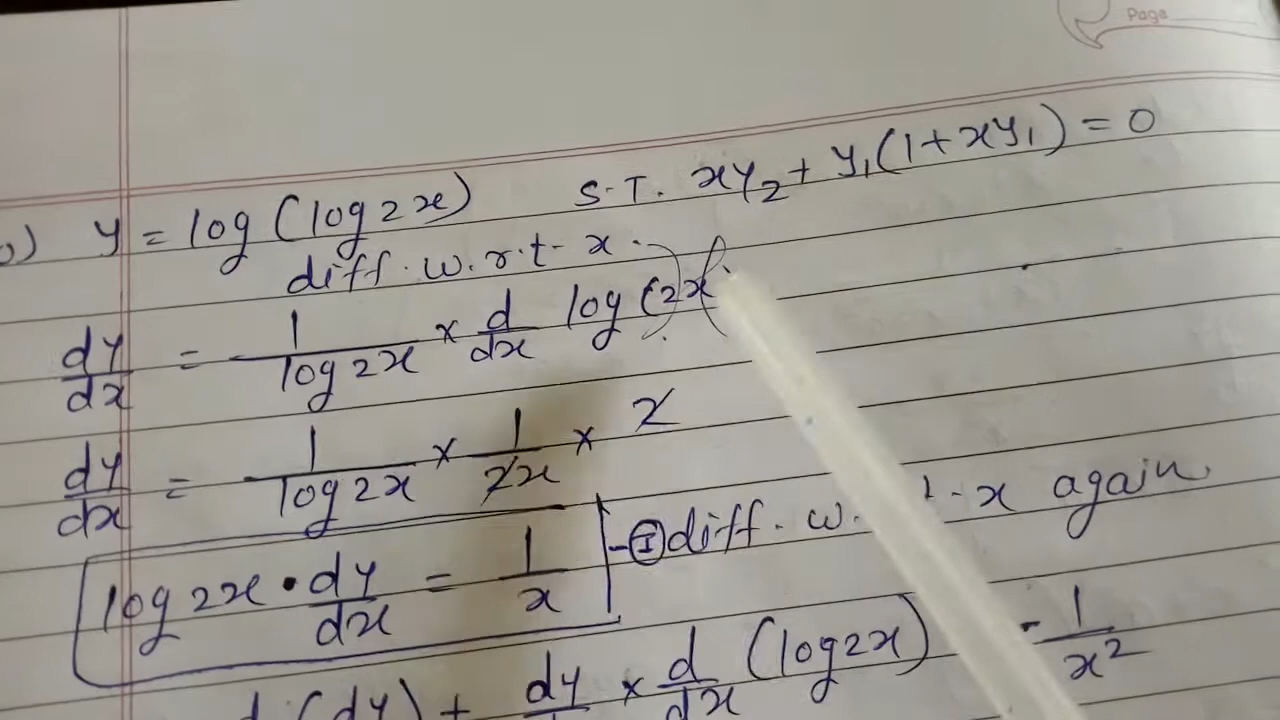 Page
y = log (log 2x) S.T. xy₂ + y₁(1 + xy₁) = 0
diff. w.r.t. x.
dy/dx = 1/log 2x × d/dx log (2x)
dy/dx = 1/log 2x × 1/2x × 2
log 2x · dy/dx = 1/x - Ⓘ diff. w. x again
d (dy) + dy × d/dx (log 2x) - 1/x²